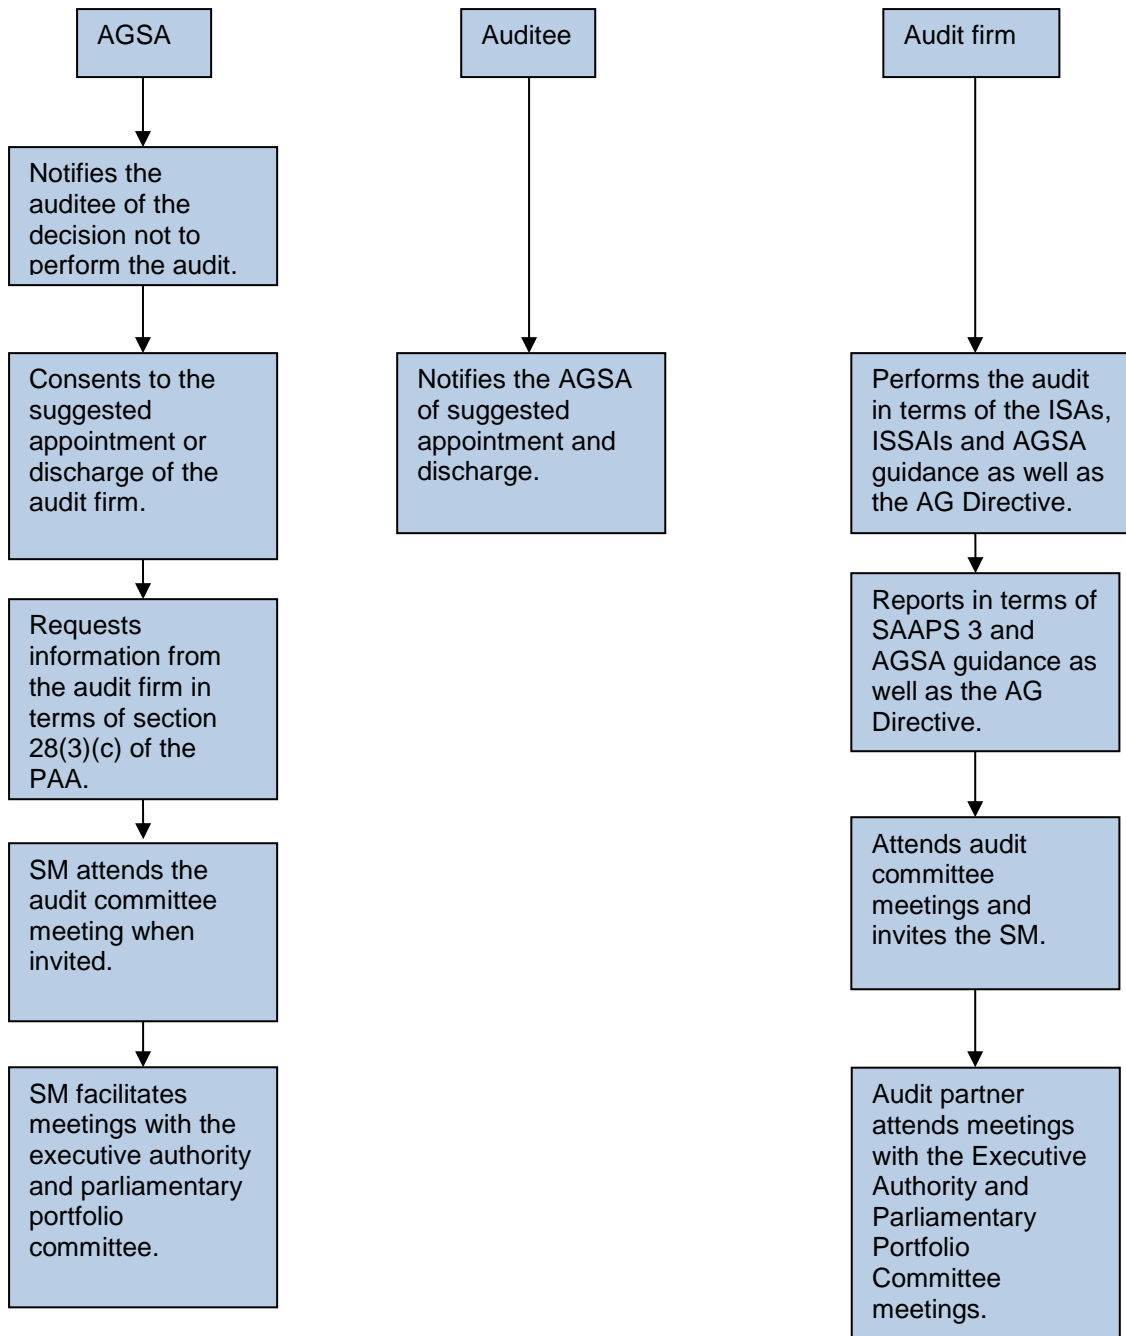 AGSA
Notifies the
auditee of the
decision not to
perform the audit.
Consents to the
suggested
appointment or
discharge of the
audit firm.
Requests
information from
the audit firm in
terms of section
28(3)(c) of the
PAA.
SM attends the
audit committee
meeting when
invited.
SM facilitates
meetings with the
executive authority
and parliamentary
portfolio
committee.
Auditee
Notifies the AGSA
of suggested
appointment and
discharge.
Audit firm
Performs the audit
in terms of the ISAs,
ISSAIs and AGSA
guidance as well as
the AG Directive.
Reports in terms of
SAAPS 3 and
AGSA guidance as
well as the AG
Directive.
Attends audit
committee
meetings and
invites the SM.
Audit partner
attends meetings
with the Executive
Authority and
Parliamentary
Portfolio
Committee
meetings.